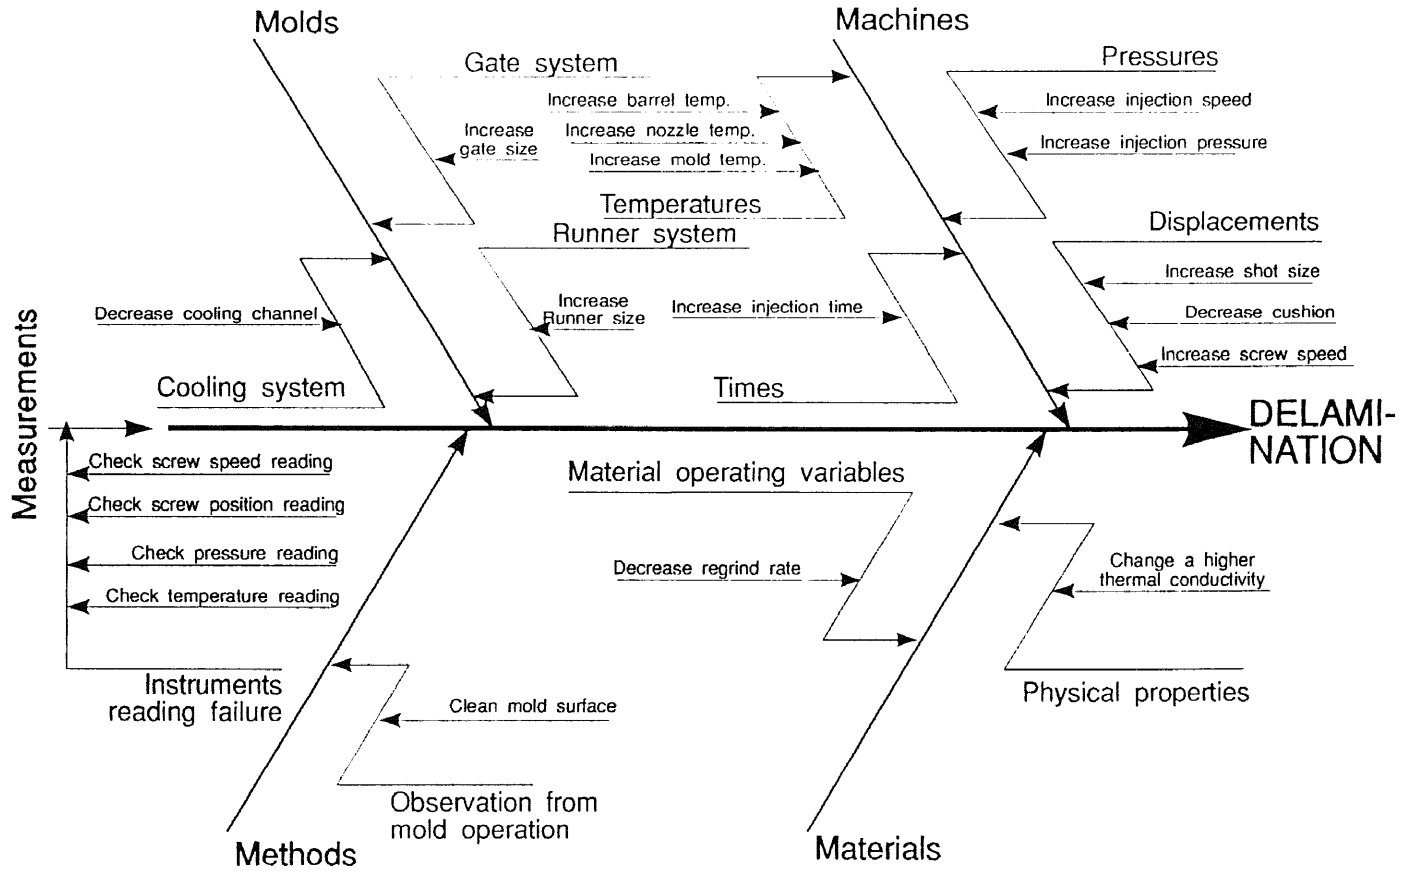 Molds
Machines
Gate system
Pressures
Increase barrel temp.
Increase injection speed
Increase
gate size
Increase nozzle temp.
Increase injection pressure
Increase mold temp.
Temperatures
Runner system
Displacements
Increase shot size
Decrease cooling channel
Increase
Runner size
Increase injection time
Decrease cushion
Increase screw speed
Cooling system
Times
Measurements
DELAMI-
NATION
Check screw speed reading
Material operating variables
Check screw position reading
Check pressure reading
Decrease regrind rate
Change a higher
thermal conductivity
Check temperature reading
Instruments
reading failure
Physical properties
Clean mold surface
Observation from
mold operation
Methods
Materials